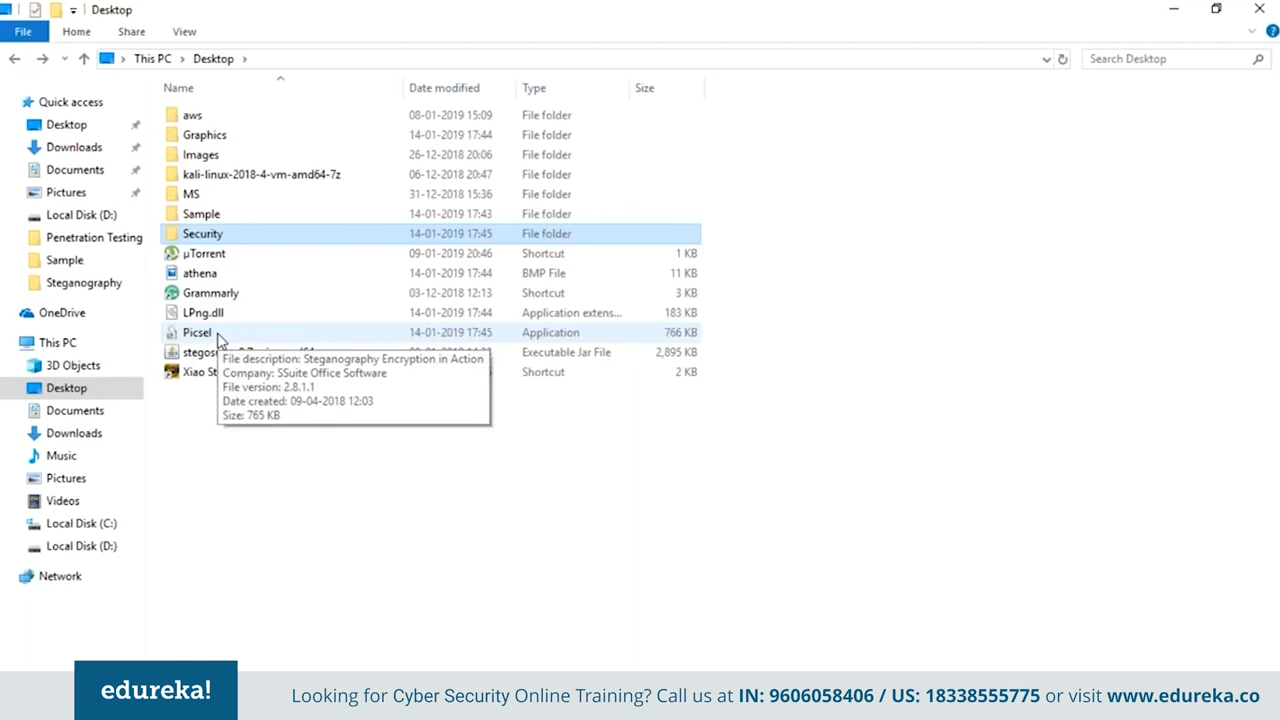 Desktop
File Home Share View
This PC Desktop
Search Desktop
Name Date modified Type Size
Quick access
Desktop
Downloads
Documents
Pictures
Local Disk (D:)
Penetration Testing
Sample
Steganography
OneDrive
This PC
3D Objects
Desktop
Documents
Downloads
Music
Pictures
Videos
Local Disk (C:)
Local Disk (D:)
Network
aws 08-01-2019 15:09 File folder
Graphics 14-01-2019 17:44 File folder
Images 26-12-2018 20:06 File folder
kali-linux-2018-4-vm-amd64-7z 06-12-2018 20:47 File folder
MS 31-12-2018 15:36 File folder
Sample 14-01-2019 17:43 File folder
Security 14-01-2019 17:45 File folder
µTorrent 09-01-2019 20:46 Shortcut 1 KB
athena 14-01-2019 17:44 BMP File 11 KB
Grammarly 03-12-2018 12:13 Shortcut 3 KB
LPng.dll 14-01-2019 17:44 Application extens... 183 KB
Picsel 14-01-2019 17:45 Application 766 KB
Executable Jar File 2,895 KB
Xiao St Shortcut 2 KB
File description: Steganography Encryption in Action
Company: SSuite Office Software
File version: 2.8.1.1
Date created: 09-04-2018 12:03
Size: 765 KB
edureka!
Looking for Cyber Security Online Training? Call us at IN: 9606058406 / US: 18338555775 or visit www.edureka.co